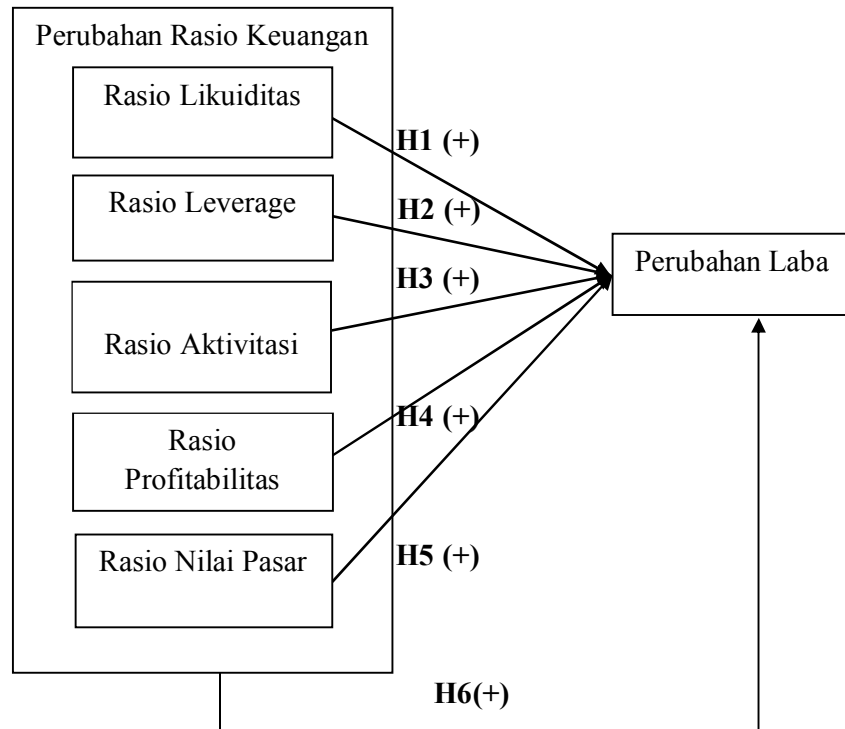 Perubahan Rasio Keuangan
Rasio Likuiditas
H1 (+)
Rasio Leverage
H2 (+)
Perubahan Laba
H3 (+)
Rasio Aktivitasi
H4 (+)
Rasio
Profitabilitas
H5 (+)
Rasio Nilai Pasar
H6(+)